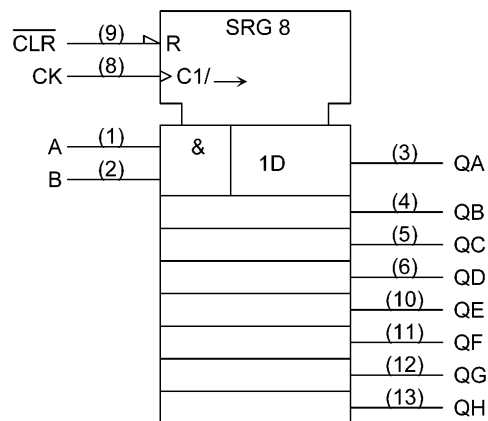 SRG 8
CLR (9) R
CK (8) C1/→
A (1) & 1D (3) QA
B (2)
(4) QB
(5) QC
(6) QD
(10) QE
(11) QF
(12) QG
(13) QH